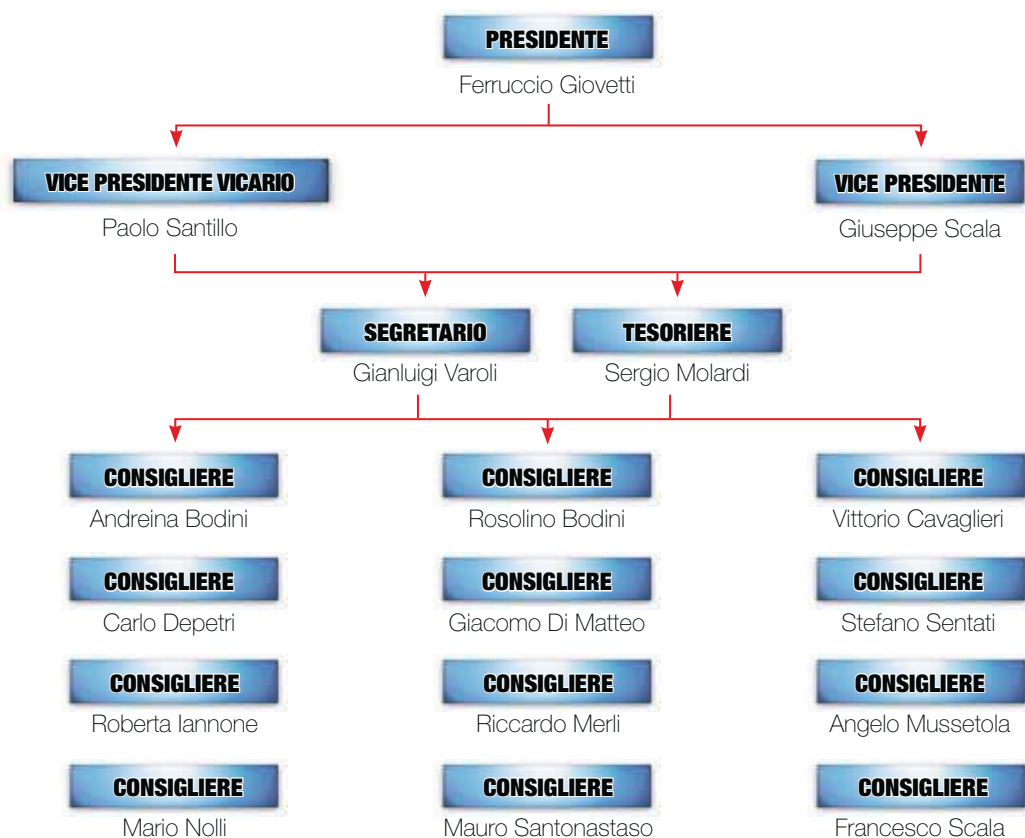 PRESIDENTE
Ferruccio Giovetti
VICE PRESIDENTE VICARIO
Paolo Santillo
VICE PRESIDENTE
Giuseppe Scala
SEGRETARIO
Gianluigi Varoli
TESORIERE
Sergio Molardi
CONSIGLIERE
Andreina Bodini
CONSIGLIERE
Rosolino Bodini
CONSIGLIERE
Vittorio Cavaglieri
CONSIGLIERE
Carlo Depetri
CONSIGLIERE
Giacomo Di Matteo
CONSIGLIERE
Stefano Sentati
CONSIGLIERE
Roberta Iannone
CONSIGLIERE
Riccardo Merli
CONSIGLIERE
Angelo Mussetola
CONSIGLIERE
Mario Nolli
CONSIGLIERE
Mauro Santonastaso
CONSIGLIERE
Francesco Scala